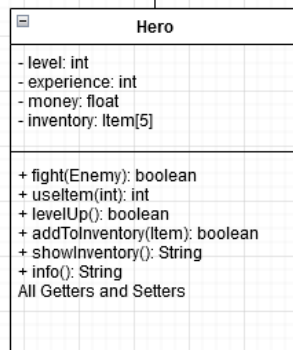 Hero
- level: int
- experience: int
- money: float
- inventory: Item[5]
+ fight(Enemy): boolean
+ useItem(int): int
+ levelUp(): boolean
+ addToInventory(Item): boolean
+ showInventory(): String
+ info(): String
All Getters and Setters